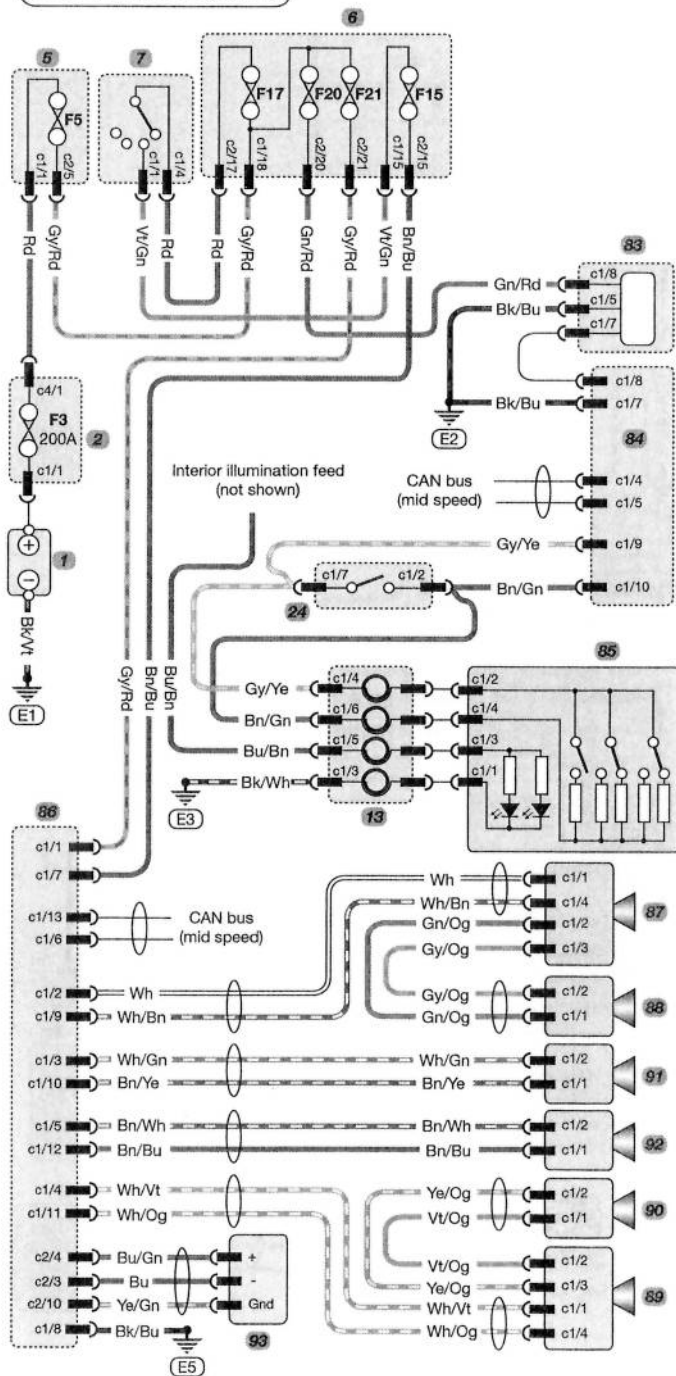 6
5
7
F5
F17
F20
F21
F15
c1/1
c2/5
c1/1
c1/4
c2/17
c1/18
c2/20
c2/21
c1/15
c2/15
Rd
Gy/Rd
Vt/Gn
Rd
Rd
Gy/Rd
Gn/Rd
Gy/Rd
Vt/Gn
Bn/Bu
83
Gn/Rd
c1/8
Bk/Bu
c1/5
c1/7
c4/1
F3
200A
2
c1/1
c1/8
Bk/Bu
c1/7
E2
84
Interior illumination feed
(not shown)
CAN bus
(mid speed)
c1/4
c1/5
1
Gy/Ye
c1/9
c1/7
c1/2
Bn/Gn
c1/10
24
Bk/Vt
E1
Gy/Rd
Bn/Bu
Bu/Bn
85
Gy/Ye
c1/4
c1/2
Bn/Gn
c1/6
c1/4
Bu/Bn
c1/5
c1/3
Bk/Wh
c1/3
c1/1
E3
13
86
c1/1
c1/7
c1/13
c1/6
CAN bus
(mid speed)
Wh
c1/1
Wh/Bn
c1/4
87
Gn/Og
c1/2
Gy/Og
c1/3
c1/2
Wh
Gy/Og
c1/2
88
c1/9
Wh/Bn
Gn/Og
c1/1
c1/3
Wh/Gn
Wh/Gn
c1/2
91
c1/10
Bn/Ye
Bn/Ye
c1/1
c1/5
Bn/Wh
Bn/Wh
c1/2
92
c1/12
Bn/Bu
Bn/Bu
c1/1
c1/4
Wh/Vt
Ye/Og
c1/2
90
c1/11
Wh/Og
Vt/Og
c1/1
c2/4
Bu/Gn
+
Vt/Og
c1/2
c2/3
Bu
-
Ye/Og
c1/3
89
c2/10
Ye/Gn
Gnd
Wh/Vt
c1/1
c1/8
Bk/Bu
93
Wh/Og
c1/4
E5